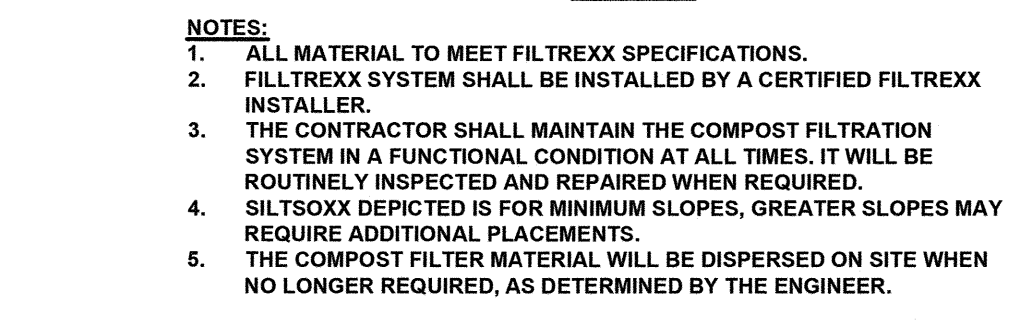 NOTES:
1. ALL MATERIAL TO MEET FILTREXX SPECIFICATIONS.
2. FILLTREXX SYSTEM SHALL BE INSTALLED BY A CERTIFIED FILTREXX
INSTALLER.
3. THE CONTRACTOR SHALL MAINTAIN THE COMPOST FILTRATION
SYSTEM IN A FUNCTIONAL CONDITION AT ALL TIMES. IT WILL BE
ROUTINELY INSPECTED AND REPAIRED WHEN REQUIRED.
4. SILTSOXX DEPICTED IS FOR MINIMUM SLOPES, GREATER SLOPES MAY
REQUIRE ADDITIONAL PLACEMENTS.
5. THE COMPOST FILTER MATERIAL WILL BE DISPERSED ON SITE WHEN
NO LONGER REQUIRED, AS DETERMINED BY THE ENGINEER.